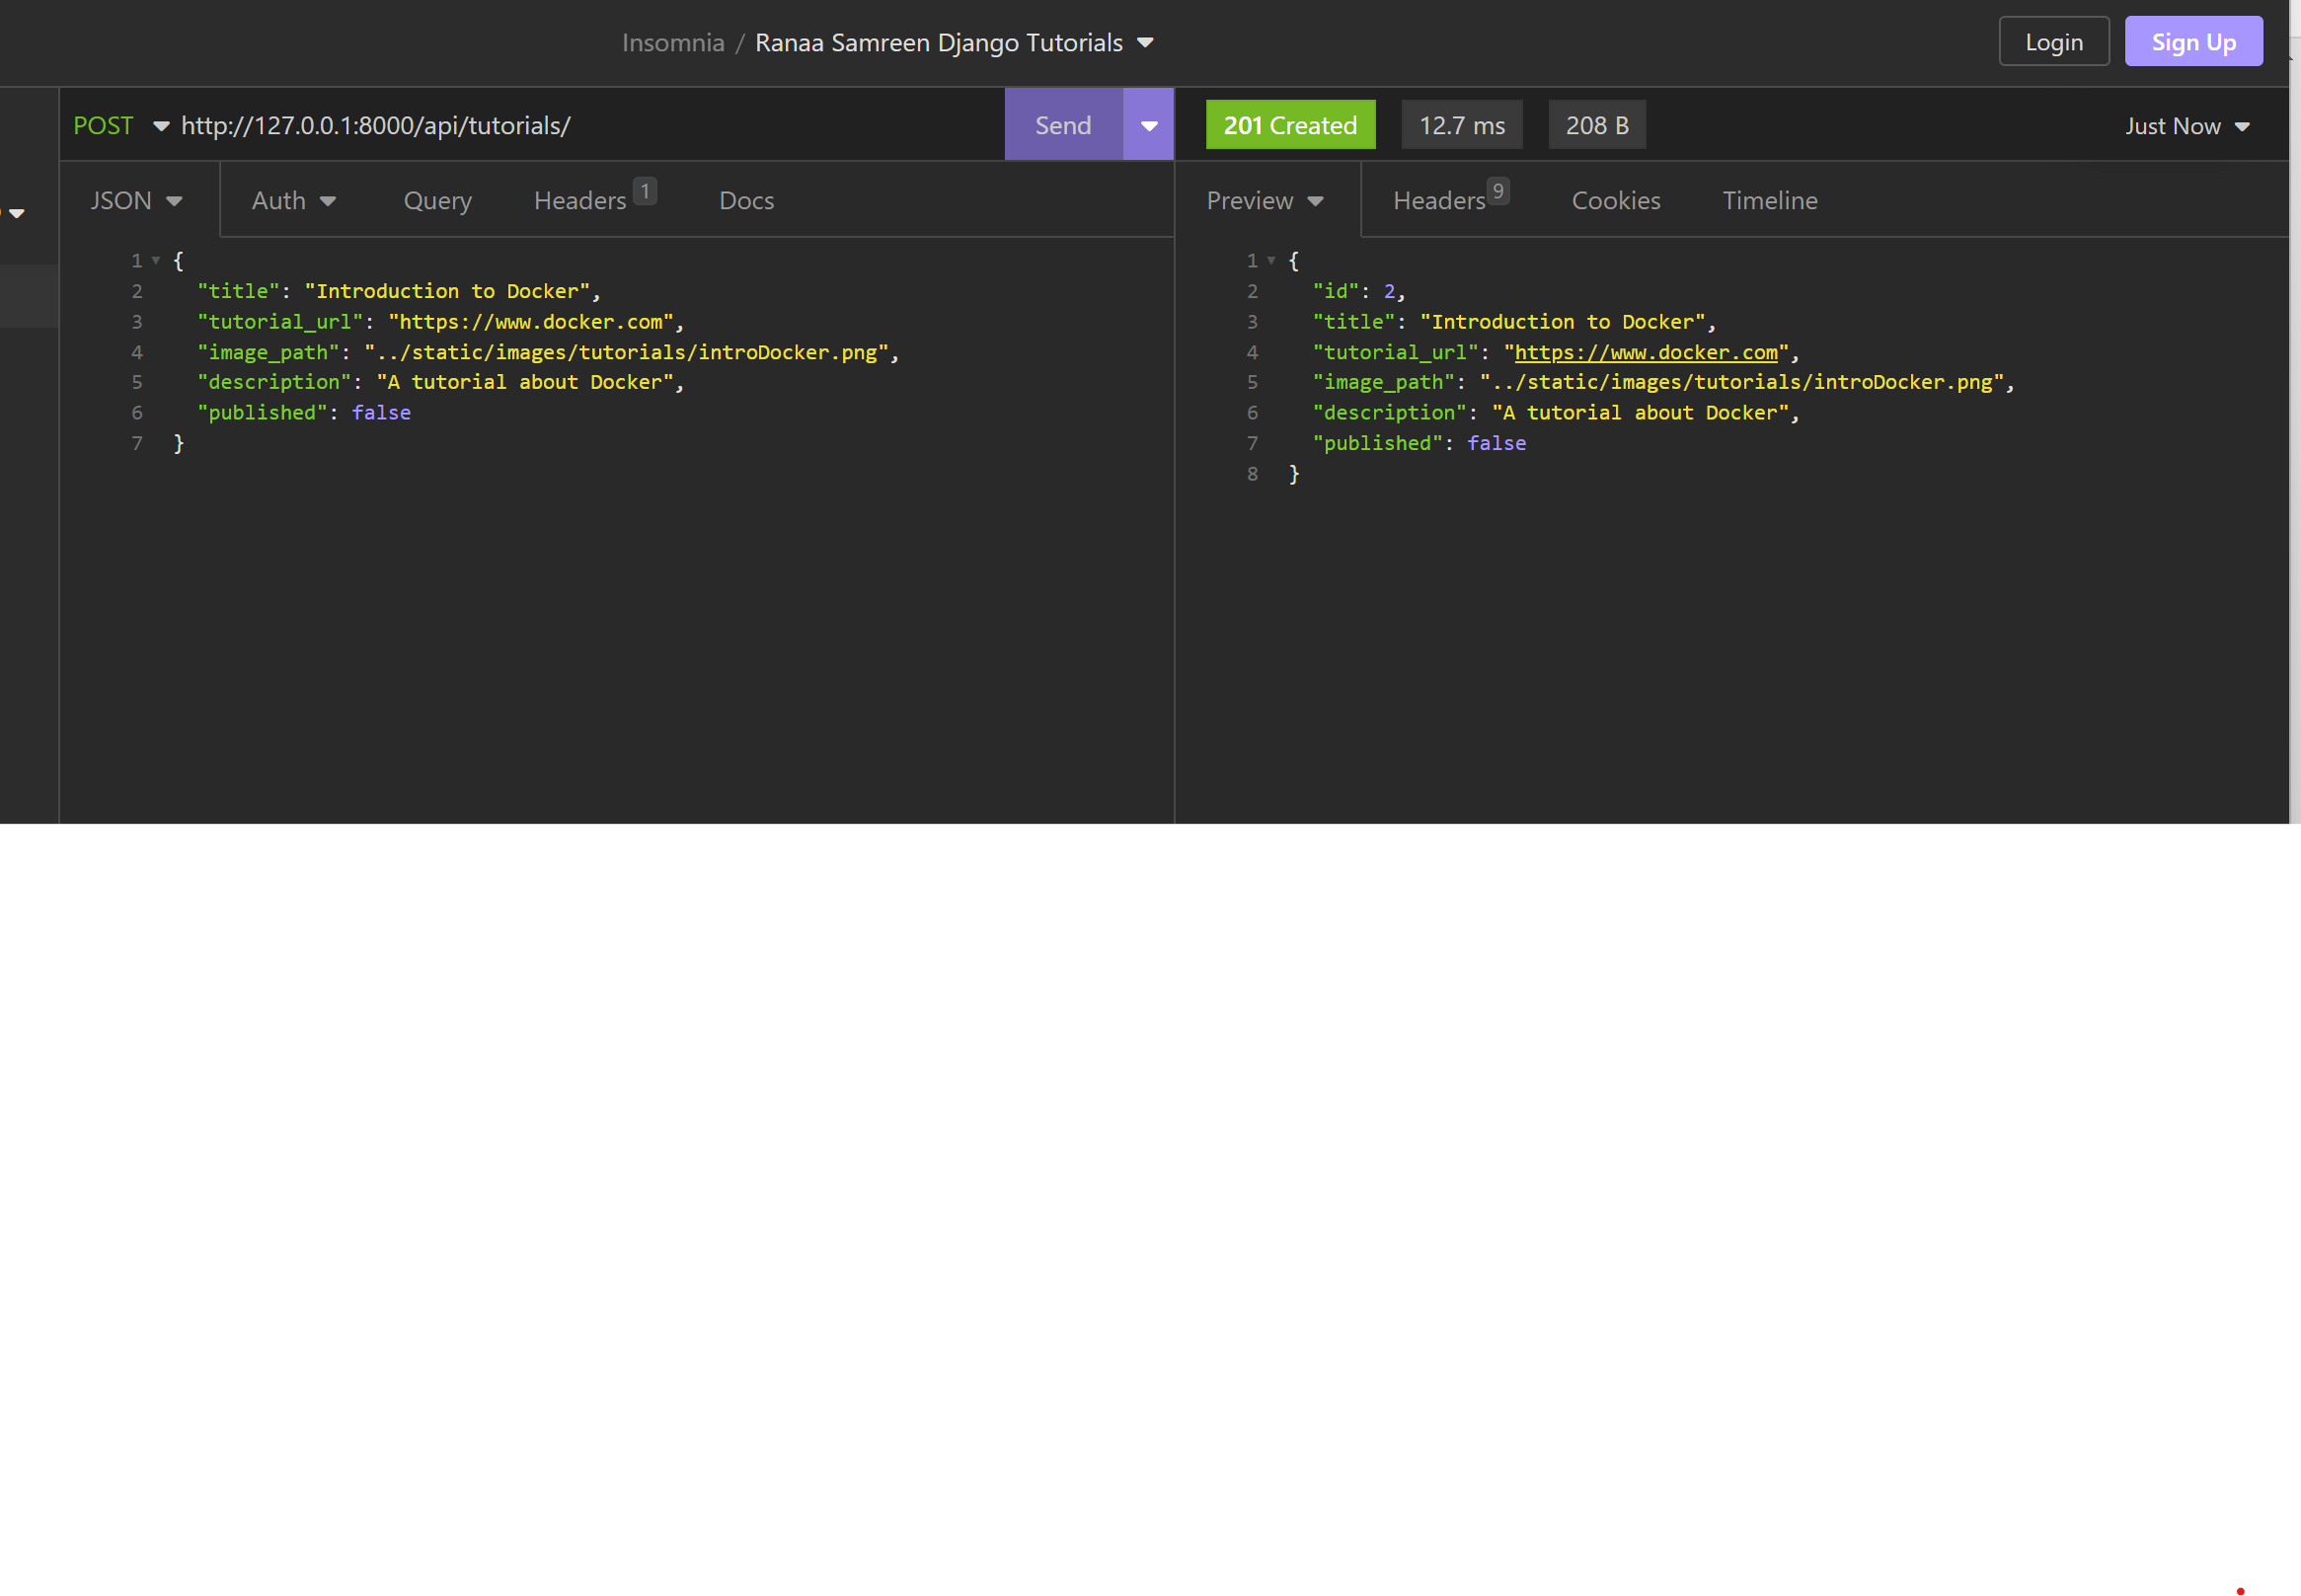 Insomnia / Ranaa Samreen Django Tutorials
Login
Sign Up
POST http://127.0.0.1:8000/api/tutorials/
Send
201 Created
12.7 ms
208 B
Just Now
JSON
Auth
Query
Headers 1
Docs
1 {
2 "title": "Introduction to Docker",
3 "tutorial_url": "https://www.docker.com",
4 "image_path": "../static/images/tutorials/introDocker.png",
5 "description": "A tutorial about Docker",
6 "published": false
7 }
Preview
Headers 9
Cookies
Timeline
1 {
2 "id": 2,
3 "title": "Introduction to Docker",
4 "tutorial_url": "https://www.docker.com",
5 "image_path": "../static/images/tutorials/introDocker.png",
6 "description": "A tutorial about Docker",
7 "published": false
8 }